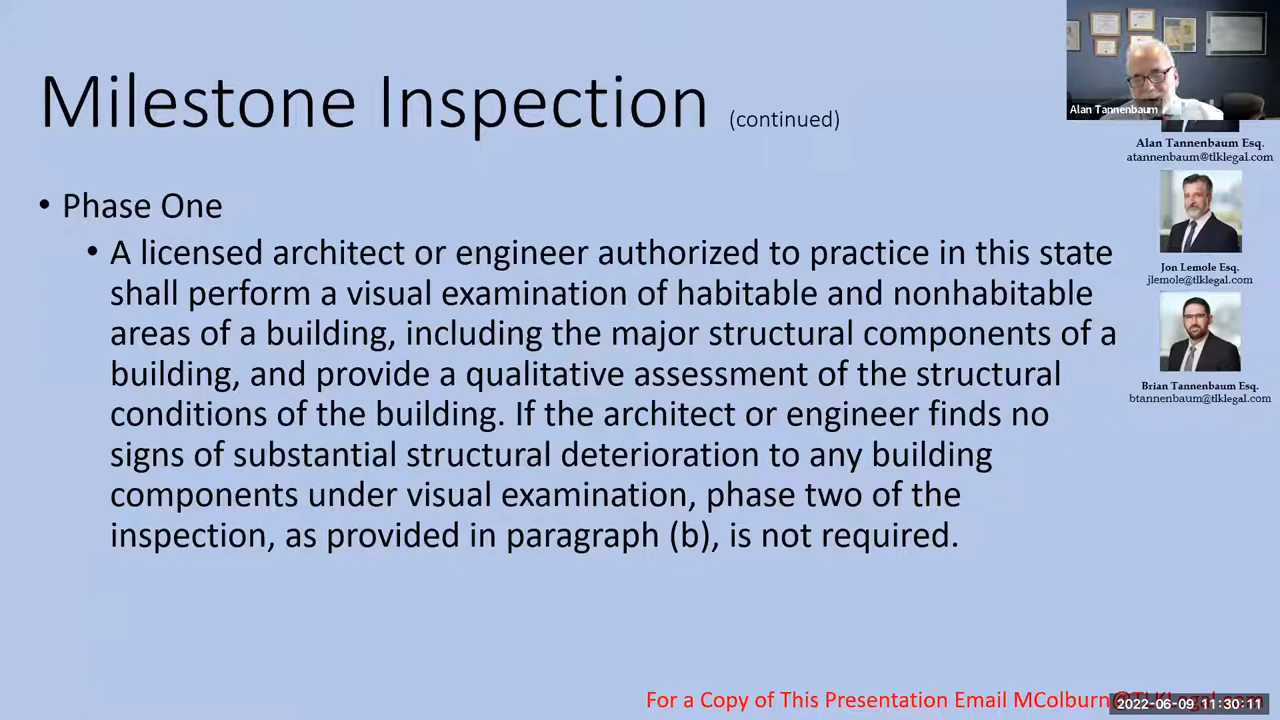 Milestone Inspection (continued)
• Phase One
• A licensed architect or engineer authorized to practice in this state
shall perform a visual examination of habitable and nonhabitable
areas of a building, including the major structural components of a
building, and provide a qualitative assessment of the structural
conditions of the building. If the architect or engineer finds no
signs of substantial structural deterioration to any building
components under visual examination, phase two of the
inspection, as provided in paragraph (b), is not required.
Alan Tannenbaum
Alan Tannenbaum Esq.
atannenbaum@tlklegal.com
Jon Lemole Esq.
jlemole@tlklegal.com
Brian Tannenbaum Esq.
btannenbaum@tlklegal.com
For a Copy of This Presentation Email MColburn@TLKLegal.com
2022-06-09 11:30:11